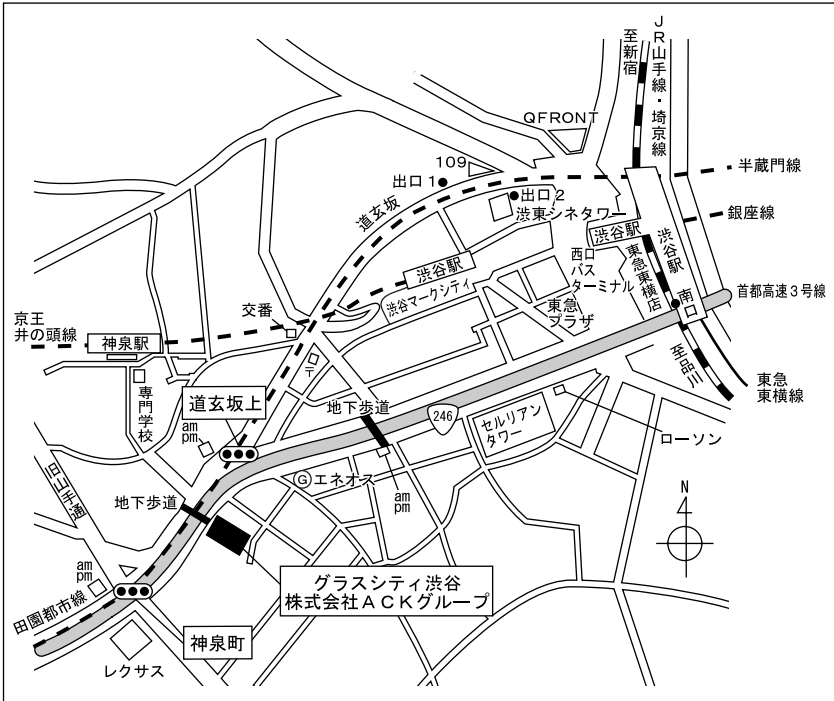 JR山手線・埼京線
至新宿
QFRONT
109
出口1
出口2
渋東シネタワー
道玄坂
半蔵門線
銀座線
渋谷駅
渋谷駅
渋谷駅
東急東横店
西口
バス
ターミナル
渋谷マークシティ
東急
プラザ
南口
首都高速3号線
交番
京王
井の頭線
神泉駅
〒
専門学校
道玄坂上
am
pm
地下歩道
246
セルリアン
タワー
至品川
東急
東横線
ローソン
Gエネオス
am
pm
旧山手通
地下歩道
N
am
pm
田園都市線
グラスシティ渋谷
株式会社ACKグループ
神泉町
レクサス